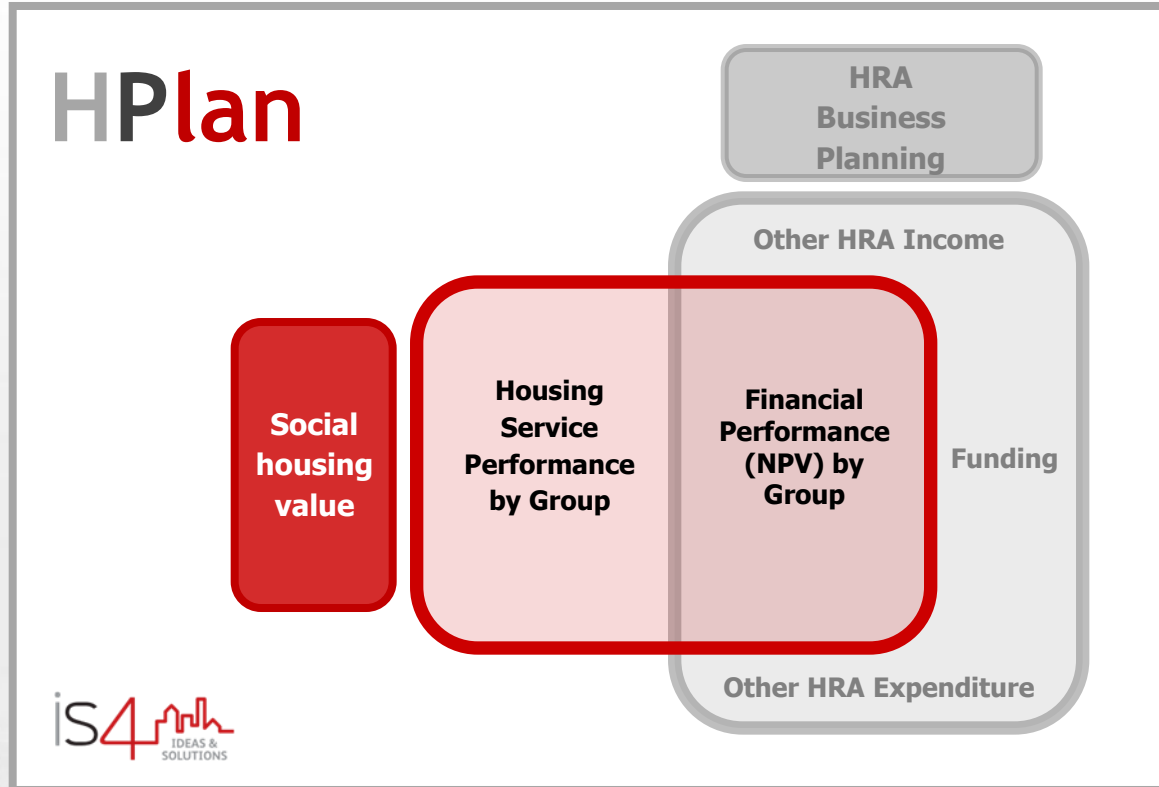 HPlan
HRA
Business
Planning
Other HRA Income
Social
housing
value
Housing
Service
Performance
by Group
Financial
Performance
(NPV) by
Group
Funding
Other HRA Expenditure
iS4
IDEAS &
SOLUTIONS